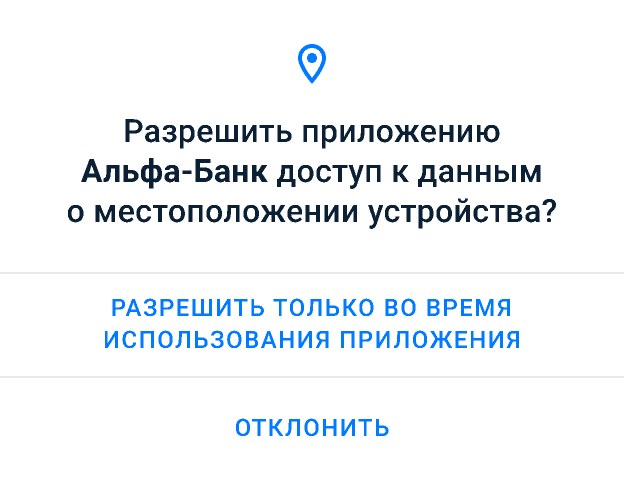 Разрешить приложению
Альфа-Банк доступ к данным
о местоположении устройства?
РАЗРЕШИТЬ ТОЛЬКО ВО ВРЕМЯ
ИСПОЛЬЗОВАНИЯ ПРИЛОЖЕНИЯ
ОТКЛОНИТЬ